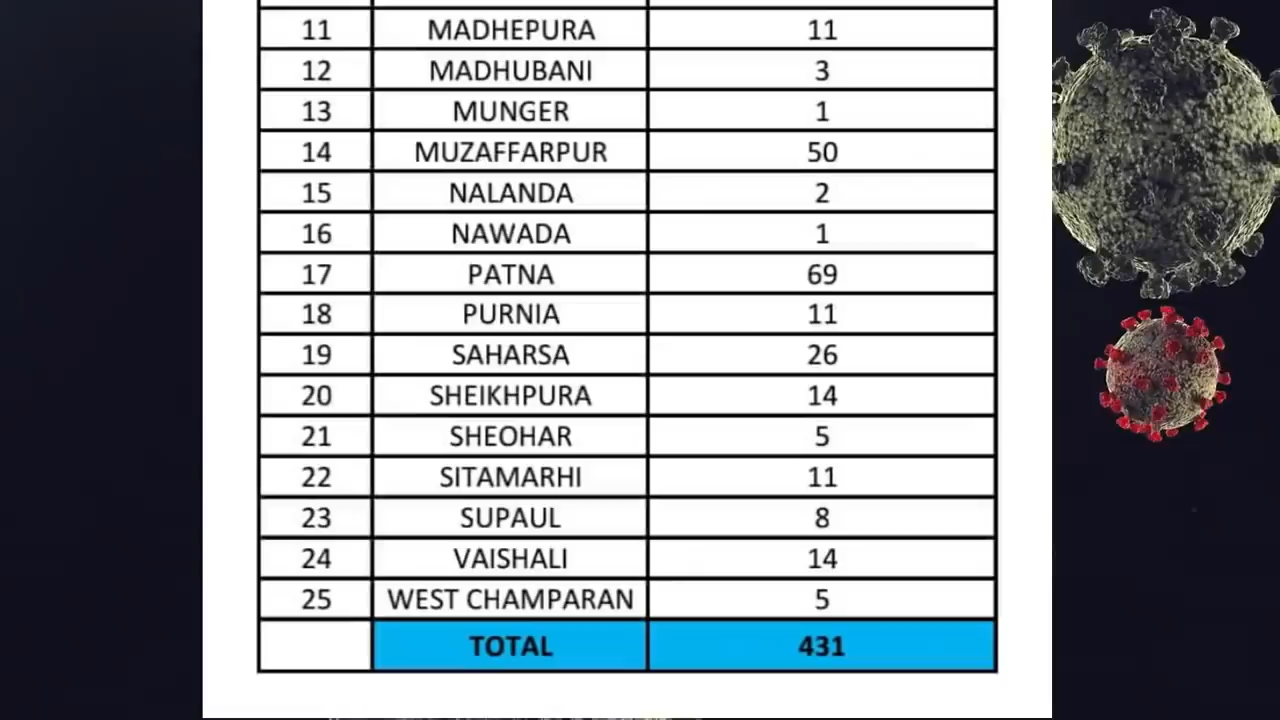 11 MADHEPURA 11
12 MADHUBANI 3
13 MUNGER 1
14 MUZAFFARPUR 50
15 NALANDA 2
16 NAWADA 1
17 PATNA 69
18 PURNIA 11
19 SAHARSA 26
20 SHEIKHPURA 14
21 SHEOHAR 5
22 SITAMARHI 11
23 SUPAUL 8
24 VAISHALI 14
25 WEST CHAMPARAN 5
TOTAL 431